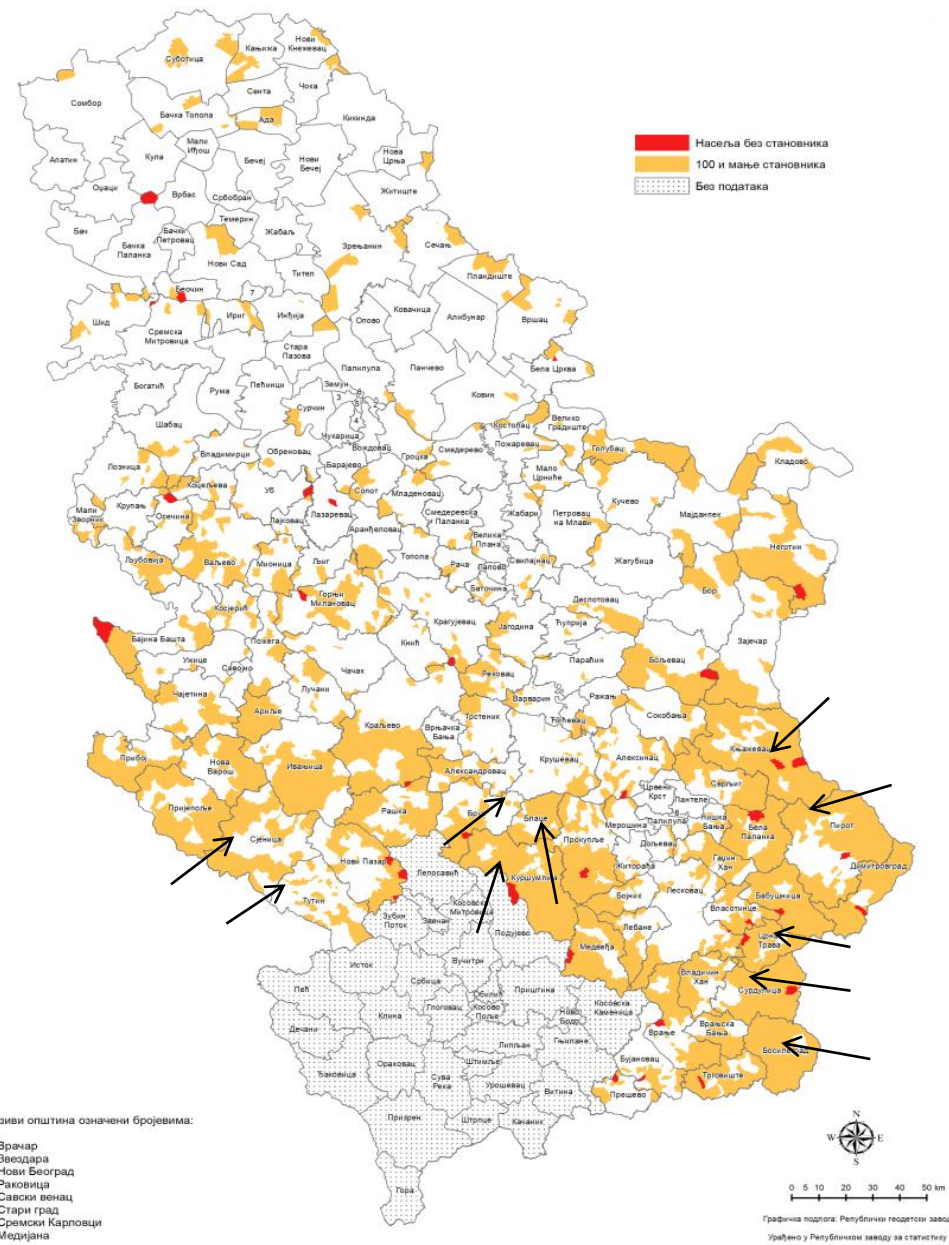 Суботица
Кањижа
Нови
Кнежевац
Сента
Чока
Сомбор
Бачка Топола
Ада
Кикинда
Мали
Иђош
Апатин
Кула
Бечеј
Нови
Бечеј
Нова
Црња
Оџаци
Врбас
Србобран
Житиште
Темерин
Бач
Бачки
Петровац
Жабаљ
Бачка
Паланка
Нови Сад
Зрењанин
Сечањ
Тител
Пландиште
Беочин
7
Ковачица
Вршац
Шид
Сремска
Митровица
Ириг
Инђија
Опово
Алибунар
Стара
Пазова
Бела Црква
Богатић
Рума
Пећинци
Земун
Палилула
Панчево
Сурчин
Ковин
Шабац
Чукарица
Вождовац
Костолац
Велико
Градиште
Лозница
Владимирци
Обреновац
Барајево
Гроцка
Смедерево
Пожаревац
Голубац
Кладово
Коцељева
Уб
Сопот
Младеновац
Мало
Црниће
Мали
Зворник
Крупањ
Осечина
Лајковац
Лазаревац
Смедеревска
Паланка
Жабари
Петровац
на Млави
Кучево
Мајданпек
Аранђеловац
Велика
Плана
Неготин
Љубовија
Ваљево
Мионица
Љиг
Топола
Рача
Лапово
Свилајнац
Жагубица
Баточина
Бор
Косјерић
Горњи
Милановац
Деспотовац
Крагујевац
Јагодина
Ћуприја
Бајина Башта
Пожега
Кнић
Зајечар
Ужице
Севојно
Чачак
Параћин
Бољевац
Чајетина
Лучани
Рековац
Ариље
Варварин
Ражањ
Трстеник
Сокобања
Краљево
Врњачка
Бања
Ћићевац
Књажевац
Прибој
Нова
Варош
Ивањица
Александровац
Крушевац
Алексинац
Сврљиг
Пријепоље
Рашка
Брус
Блаце
Црвени
Крст
Пантелеј
Нишка
Бања
Бела
Паланка
Пирот
Сјеница
Мерошина
Палилула
Прокупље
Дољевац
Нови Пазар
Лепосавић
Куршумлија
Житорађа
Гаџин
Хан
Димитровград
Тутин
Зубин
Поток
Звечан
Косовска
Митровица
Бојник
Лесковац
Бабушница
Власотинце
Подујево
Лебане
Црна
Трава
Исток
Вучитрн
Медвеђа
Србица
Владичин
Хан
Сурдулица
Пећ
Обилић
Приштина
Косовска
Каменица
Клина
Глоговац
Косово
Поље
Ново
Брдо
Врање
Врањска
Бања
Дечани
Липљан
Гњилане
Босилеград
Штимље
Бујановац
Ђаковица
Ораховац
Сува
Река
Урошевац
Витина
Прешево
Трговиште
Призрен
Штрпце
Качаник
Гора
Насеља без становника
100 и мање становника
Без података
Врачар
Звездара
Нови Београд
Раковица
Савски венац
Стари град
Сремски Карловци
Медијана
општина означени бројевима:
N
W E
S
0 5 10 20 30 40 50 km
Графичка подлога: Републички геодетски завод
Урађено у Републичком заводу за статистику